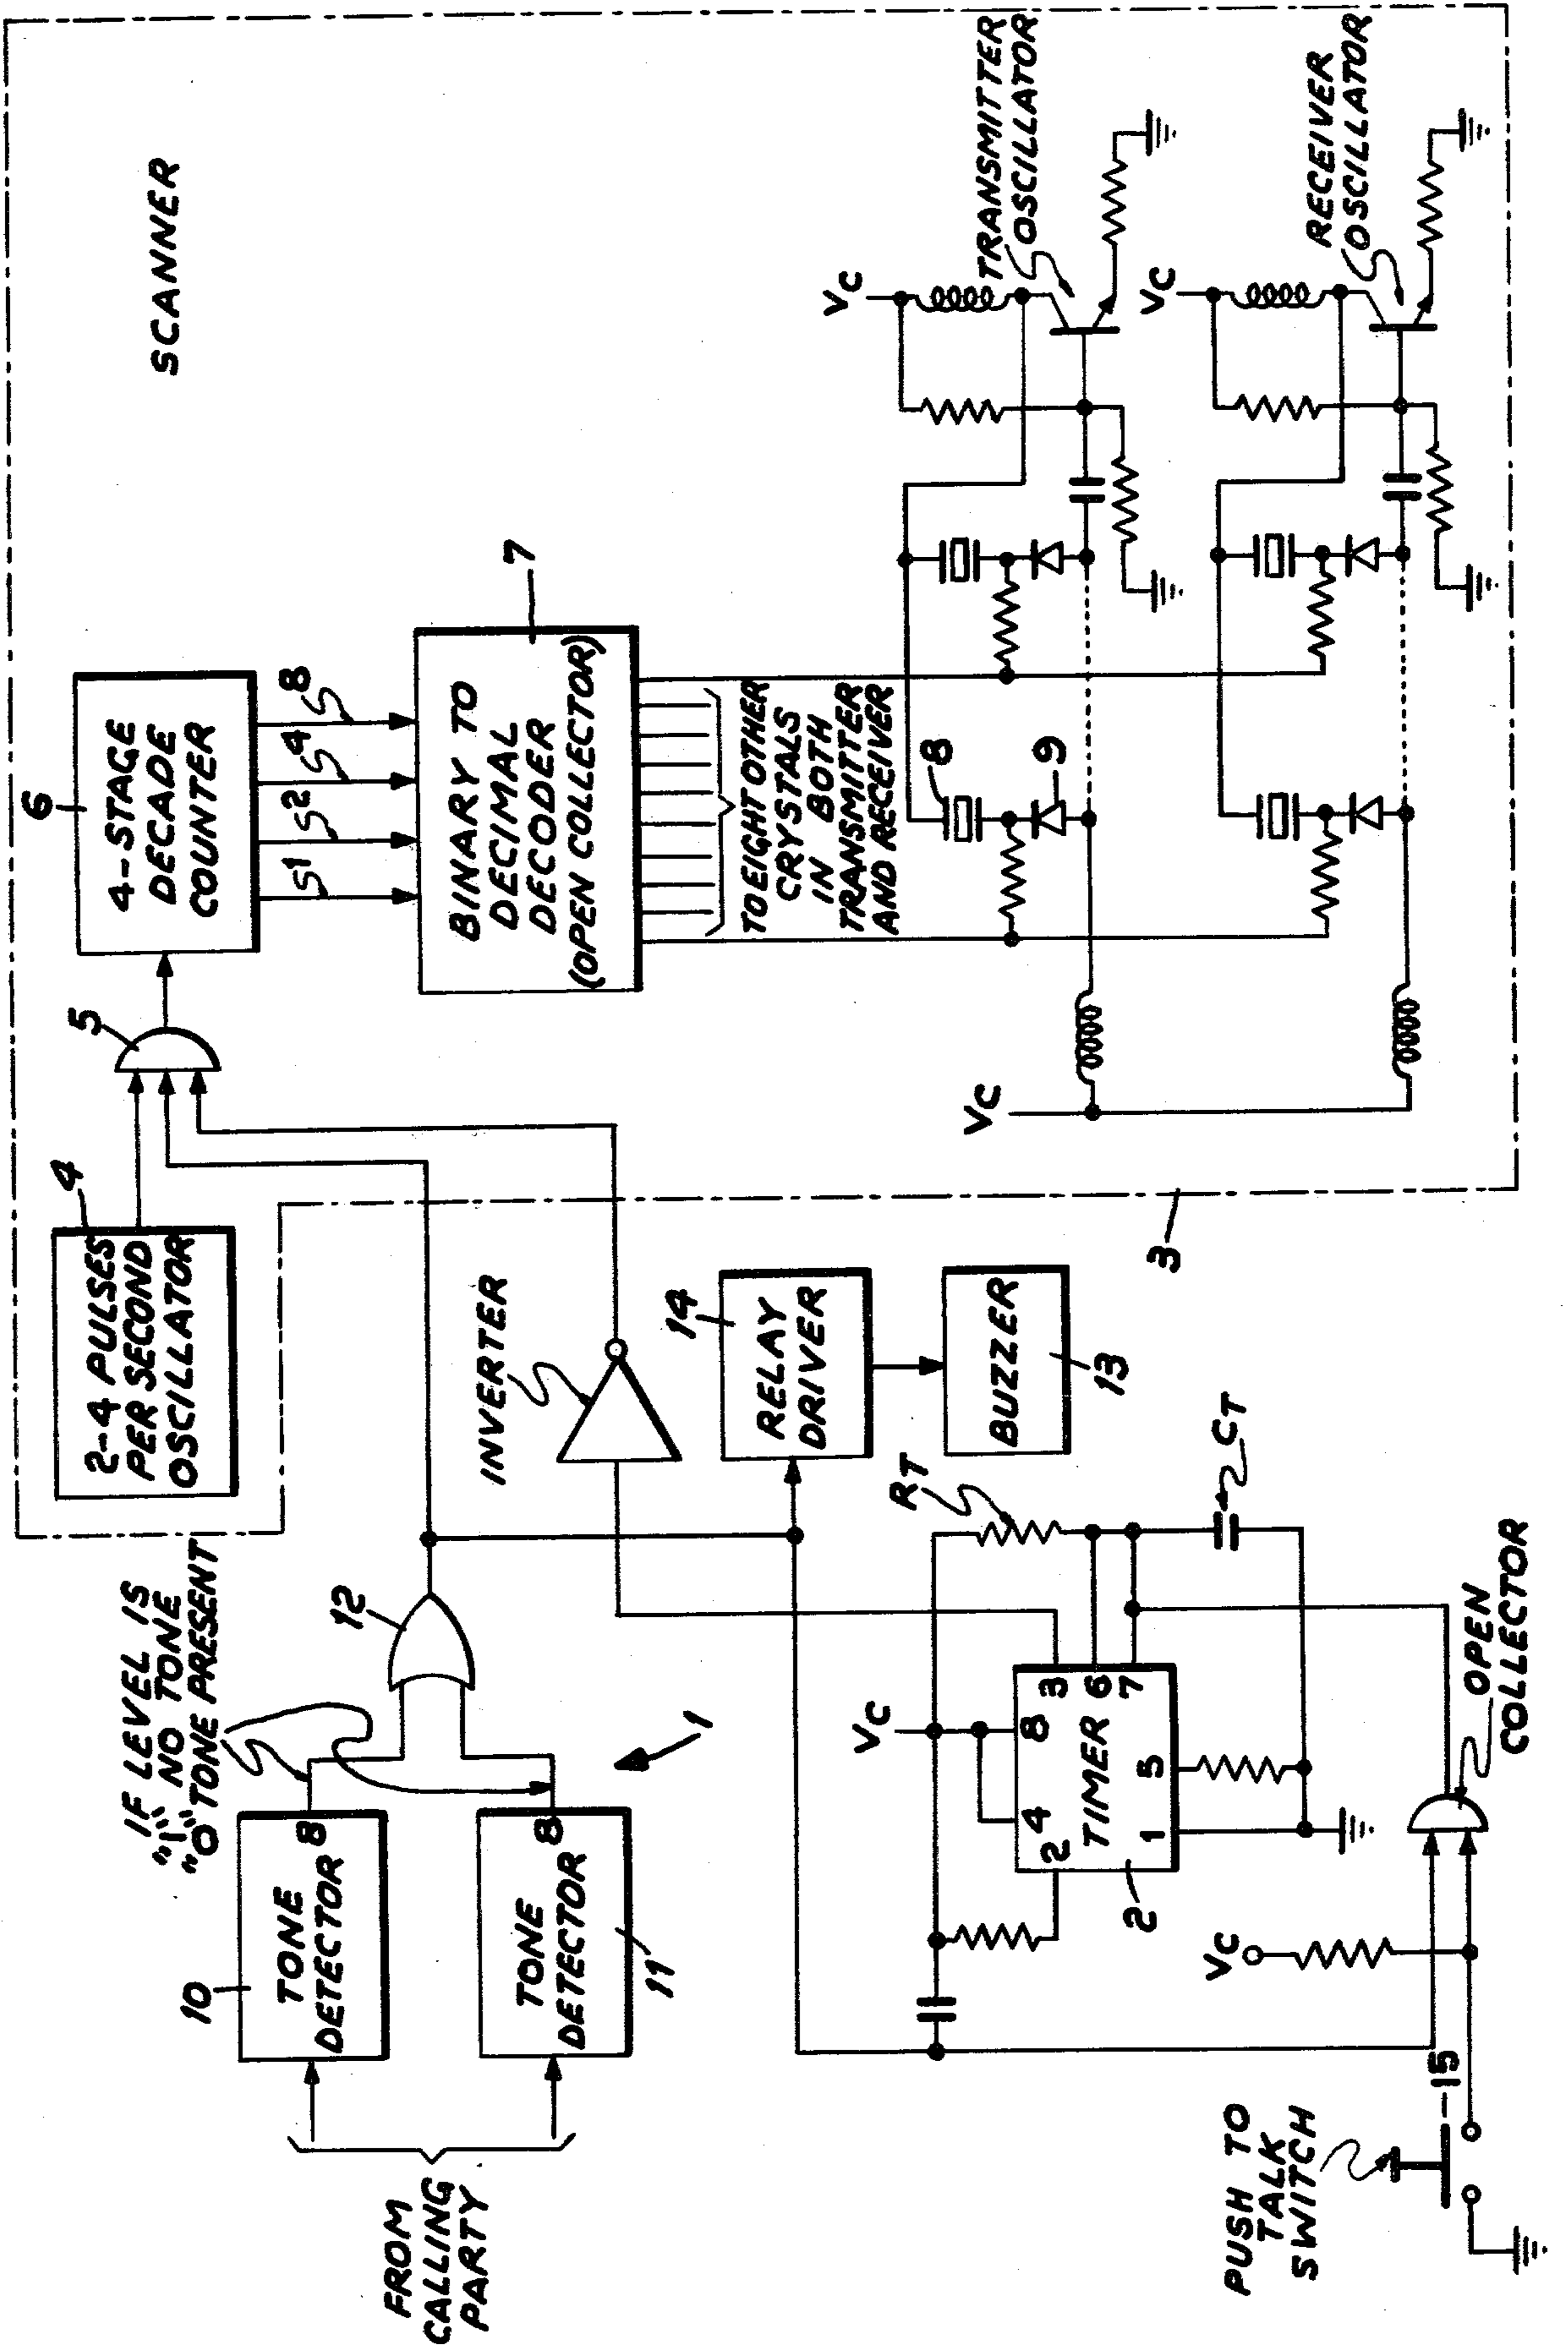 SCANNER
6
4-STAGE
DECADE
COUNTER
5
4
2-4 PULSES
PER SECOND
OSCILLATOR
1
2
4
8
7
BINARY TO
DECIMAL
DECODER
(OPEN COLLECTOR)
TO EIGHT OTHER
CRYSTALS
IN BOTH
TRANSMITTER
AND RECEIVER
8
9
VC
TRANSMITTER
OSCILLATOR
VC
RECEIVER
OSCILLATOR
VC
3
IF LEVEL IS
"1" NO TONE
"0" TONE PRESENT
12
INVERTER
14
RELAY
DRIVER
BUZZER
13
10
TONE
DETECTOR
8
TONE
DETECTOR
8
11
1
FROM
CALLING
PARTY
RT
CT
VC
4
8
2
3
TIMER
6
1
5
7
2
VC
OPEN
COLLECTOR
PUSH TO
TALK
SWITCH
15